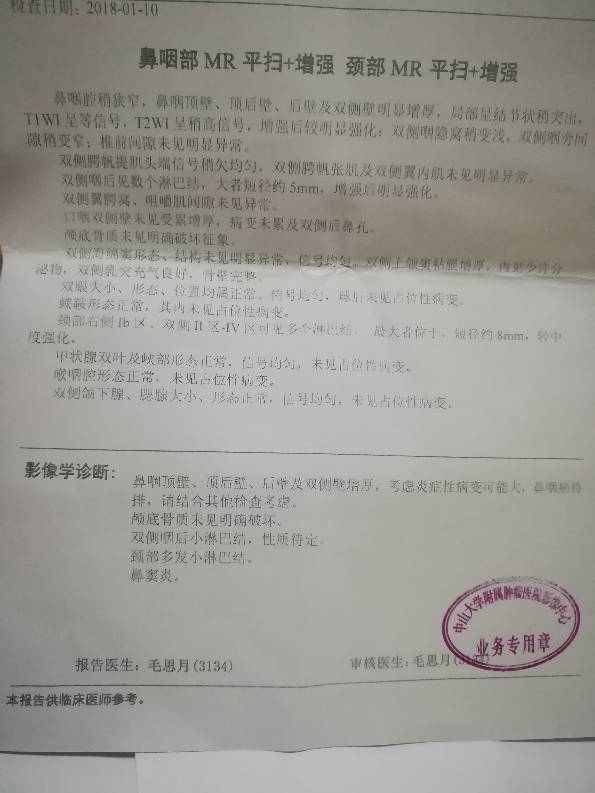 检查日期: 2018-01-10
鼻咽部 MR 平扫+增强 颈部 MR 平扫+增强
鼻咽腔稍狭窄，鼻咽顶壁、顶后壁、后壁及双侧壁明显增厚，局部呈结节状稍突出，
T1WI 呈等信号，T2WI 呈稍高信号，增强后较明显强化；双侧咽隐窝稍变浅，双侧咽旁间
隙稍变窄；椎前间隙未见明显异常。
双侧腭帆提肌头端信号稍欠均匀，双侧腭帆张肌及双侧翼内肌未见明显异常。
双侧咽后见数个淋巴结，大者短径约 5mm，增强后明显强化。
双侧翼腭窝、咀嚼肌间隙未见异常。
口咽双侧壁未见受累增厚，病变未累及双侧后鼻孔。
颅底骨质未见明确破坏征象。
双侧海绵窦形态、结构未见明显异常，信号均匀。双侧上颌窦粘膜增厚，内见少许分
泌物，双侧乳突充气良好，骨壁完整。
双眼大小、形态、位置均属正常，信号均匀，球后未见占位性病变。
蝶鞍形态正常，其内未见占位性病变。
颈部右侧 Ib 区、双侧 II 区-IV 区可见多个淋巴结， 最大者位于，短径约 8mm，轻中
度强化。
甲状腺双叶及峡部形态正常，信号均匀，未见占位性病变。
喉咽腔形态正常，未见占位性病变。
双侧颌下腺、腮腺大小、形态正常，信号均匀，未见占位性病变。
影像学诊断：
鼻咽顶壁、顶后壁、后壁及双侧壁增厚，考虑炎症性病变可能大，鼻咽癌待
排，请结合其他检查考虑。
颅底骨质未见明确破坏。
双侧咽后小淋巴结，性质待定。
颈部多发小淋巴结。
鼻窦炎。
中山大学附属肿瘤医院影像中心
业务专用章
报告医生：毛思月(3134) 审核医生：毛思月(3134)
本报告供临床医师参考。